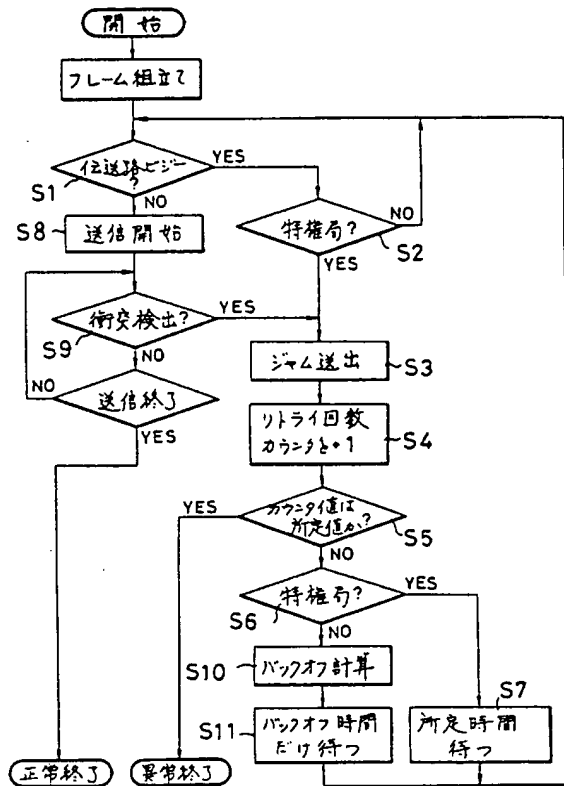 開始
フレーム組立て
伝送路ビジー
?
S1
YES
NO
S8
送信開始
特権局?
S2
NO
YES
衝突検出?
S9
YES
NO
ジャム送出
S3
送信終了
NO
YES
リトライ回数
カウンタを+1
S4
カウンタ値は
所定値か?
S5
YES
NO
特権局?
S6
YES
NO
S10
バックオフ計算
S7
所定時間
待つ
S11
バックオフ時間
だけ待つ
正常終了
異常終了